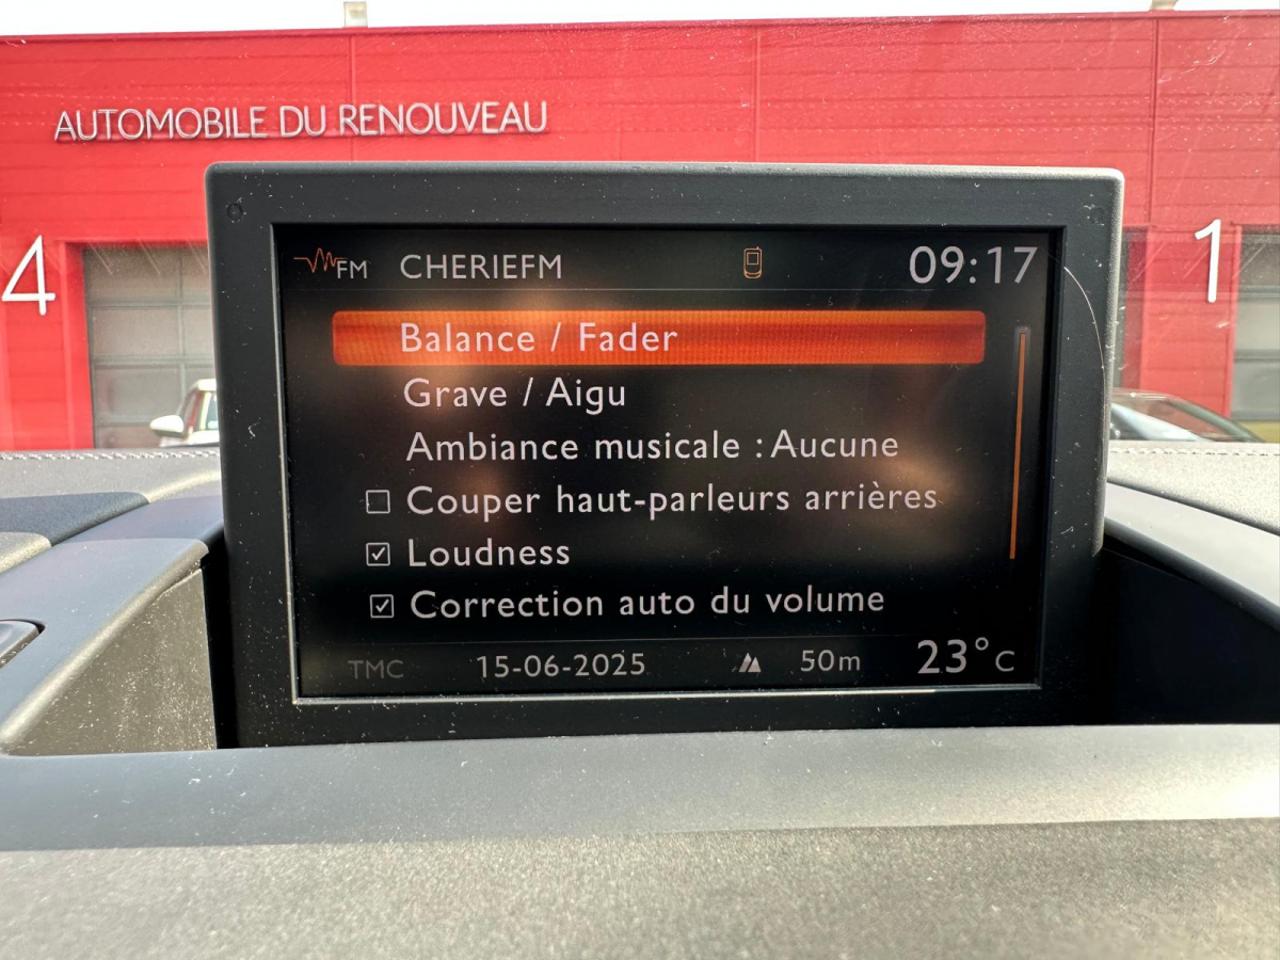 AUTOMOBILE DU RENOUVEAU
4
1
FM CHERIEFM 09:17
Balance / Fader
Grave / Aigu
Ambiance musicale : Aucune
Couper haut-parleurs arrières
Loudness
Correction auto du volume
TMC 15-06-2025 50m 23°C